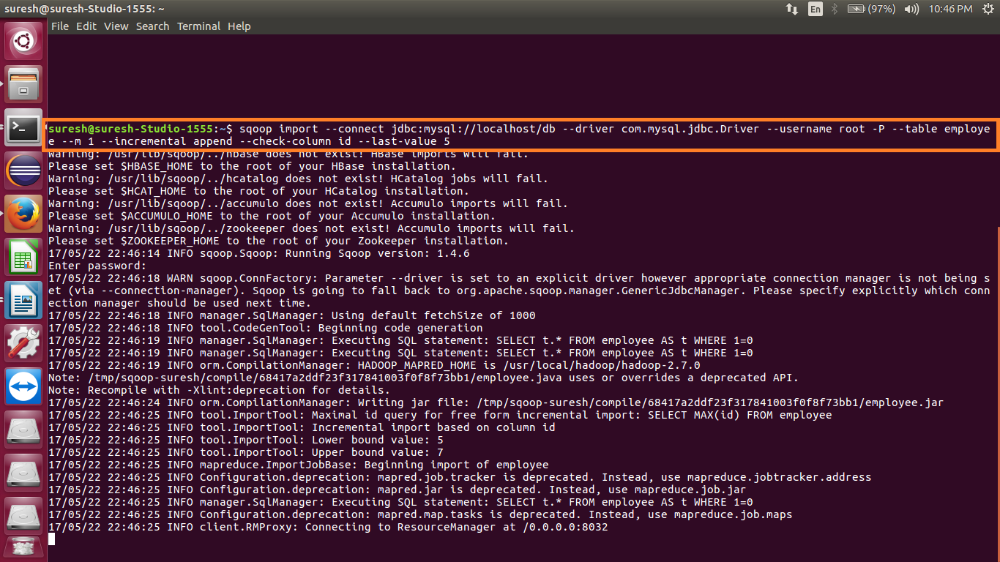 suresh@suresh-Studio-1555: ~
En
(97%)
10:46 PM
File Edit View Search Terminal Help
suresh@suresh-Studio-1555:~$ sqoop import --connect jdbc:mysql://localhost/db --driver com.mysql.jdbc.Driver --username root -P --table employe
e --m 1 --incremental append --check-column id --last-value 5
Warning: /usr/lib/sqoop/../hbase does not exist! HBase imports will fail.
Please set $HBASE_HOME to the root of your HBase installation.
Warning: /usr/lib/sqoop/../hcatalog does not exist! HCatalog jobs will fail.
Please set $HCAT_HOME to the root of your HCatalog installation.
Warning: /usr/lib/sqoop/../accumulo does not exist! Accumulo imports will fail.
Please set $ACCUMULO_HOME to the root of your Accumulo installation.
Warning: /usr/lib/sqoop/../zookeeper does not exist! Accumulo imports will fail.
Please set $ZOOKEEPER_HOME to the root of your Zookeeper installation.
17/05/22 22:46:14 INFO sqoop.Sqoop: Running Sqoop version: 1.4.6
Enter password:
17/05/22 22:46:18 WARN sqoop.ConnFactory: Parameter --driver is set to an explicit driver however appropriate connection manager is not being s
et (via --connection-manager). Sqoop is going to fall back to org.apache.sqoop.manager.GenericJdbcManager. Please specify explicitly which conn
ection manager should be used next time.
17/05/22 22:46:18 INFO manager.SqlManager: Using default fetchSize of 1000
17/05/22 22:46:18 INFO tool.CodeGenTool: Beginning code generation
17/05/22 22:46:19 INFO manager.SqlManager: Executing SQL statement: SELECT t.* FROM employee AS t WHERE 1=0
17/05/22 22:46:19 INFO manager.SqlManager: Executing SQL statement: SELECT t.* FROM employee AS t WHERE 1=0
17/05/22 22:46:19 INFO orm.CompilationManager: HADOOP_MAPRED_HOME is /usr/local/hadoop/hadoop-2.7.0
Note: /tmp/sqoop-suresh/compile/68417a2ddf23f317841003f0f8f73bb1/employee.java uses or overrides a deprecated API.
Note: Recompile with -Xlint:deprecation for details.
17/05/22 22:46:24 INFO orm.CompilationManager: Writing jar file: /tmp/sqoop-suresh/compile/68417a2ddf23f317841003f0f8f73bb1/employee.jar
17/05/22 22:46:25 INFO tool.ImportTool: Maximal id query for free form incremental import: SELECT MAX(id) FROM employee
17/05/22 22:46:25 INFO tool.ImportTool: Incremental import based on column id
17/05/22 22:46:25 INFO tool.ImportTool: Lower bound value: 5
17/05/22 22:46:25 INFO tool.ImportTool: Upper bound value: 7
17/05/22 22:46:25 INFO mapreduce.ImportJobBase: Beginning import of employee
17/05/22 22:46:25 INFO Configuration.deprecation: mapred.job.tracker is deprecated. Instead, use mapreduce.jobtracker.address
17/05/22 22:46:25 INFO Configuration.deprecation: mapred.jar is deprecated. Instead, use mapreduce.job.jar
17/05/22 22:46:25 INFO manager.SqlManager: Executing SQL statement: SELECT t.* FROM employee AS t WHERE 1=0
17/05/22 22:46:25 INFO Configuration.deprecation: mapred.map.tasks is deprecated. Instead, use mapreduce.job.maps
17/05/22 22:46:25 INFO client.RMProxy: Connecting to ResourceManager at /0.0.0.0:8032